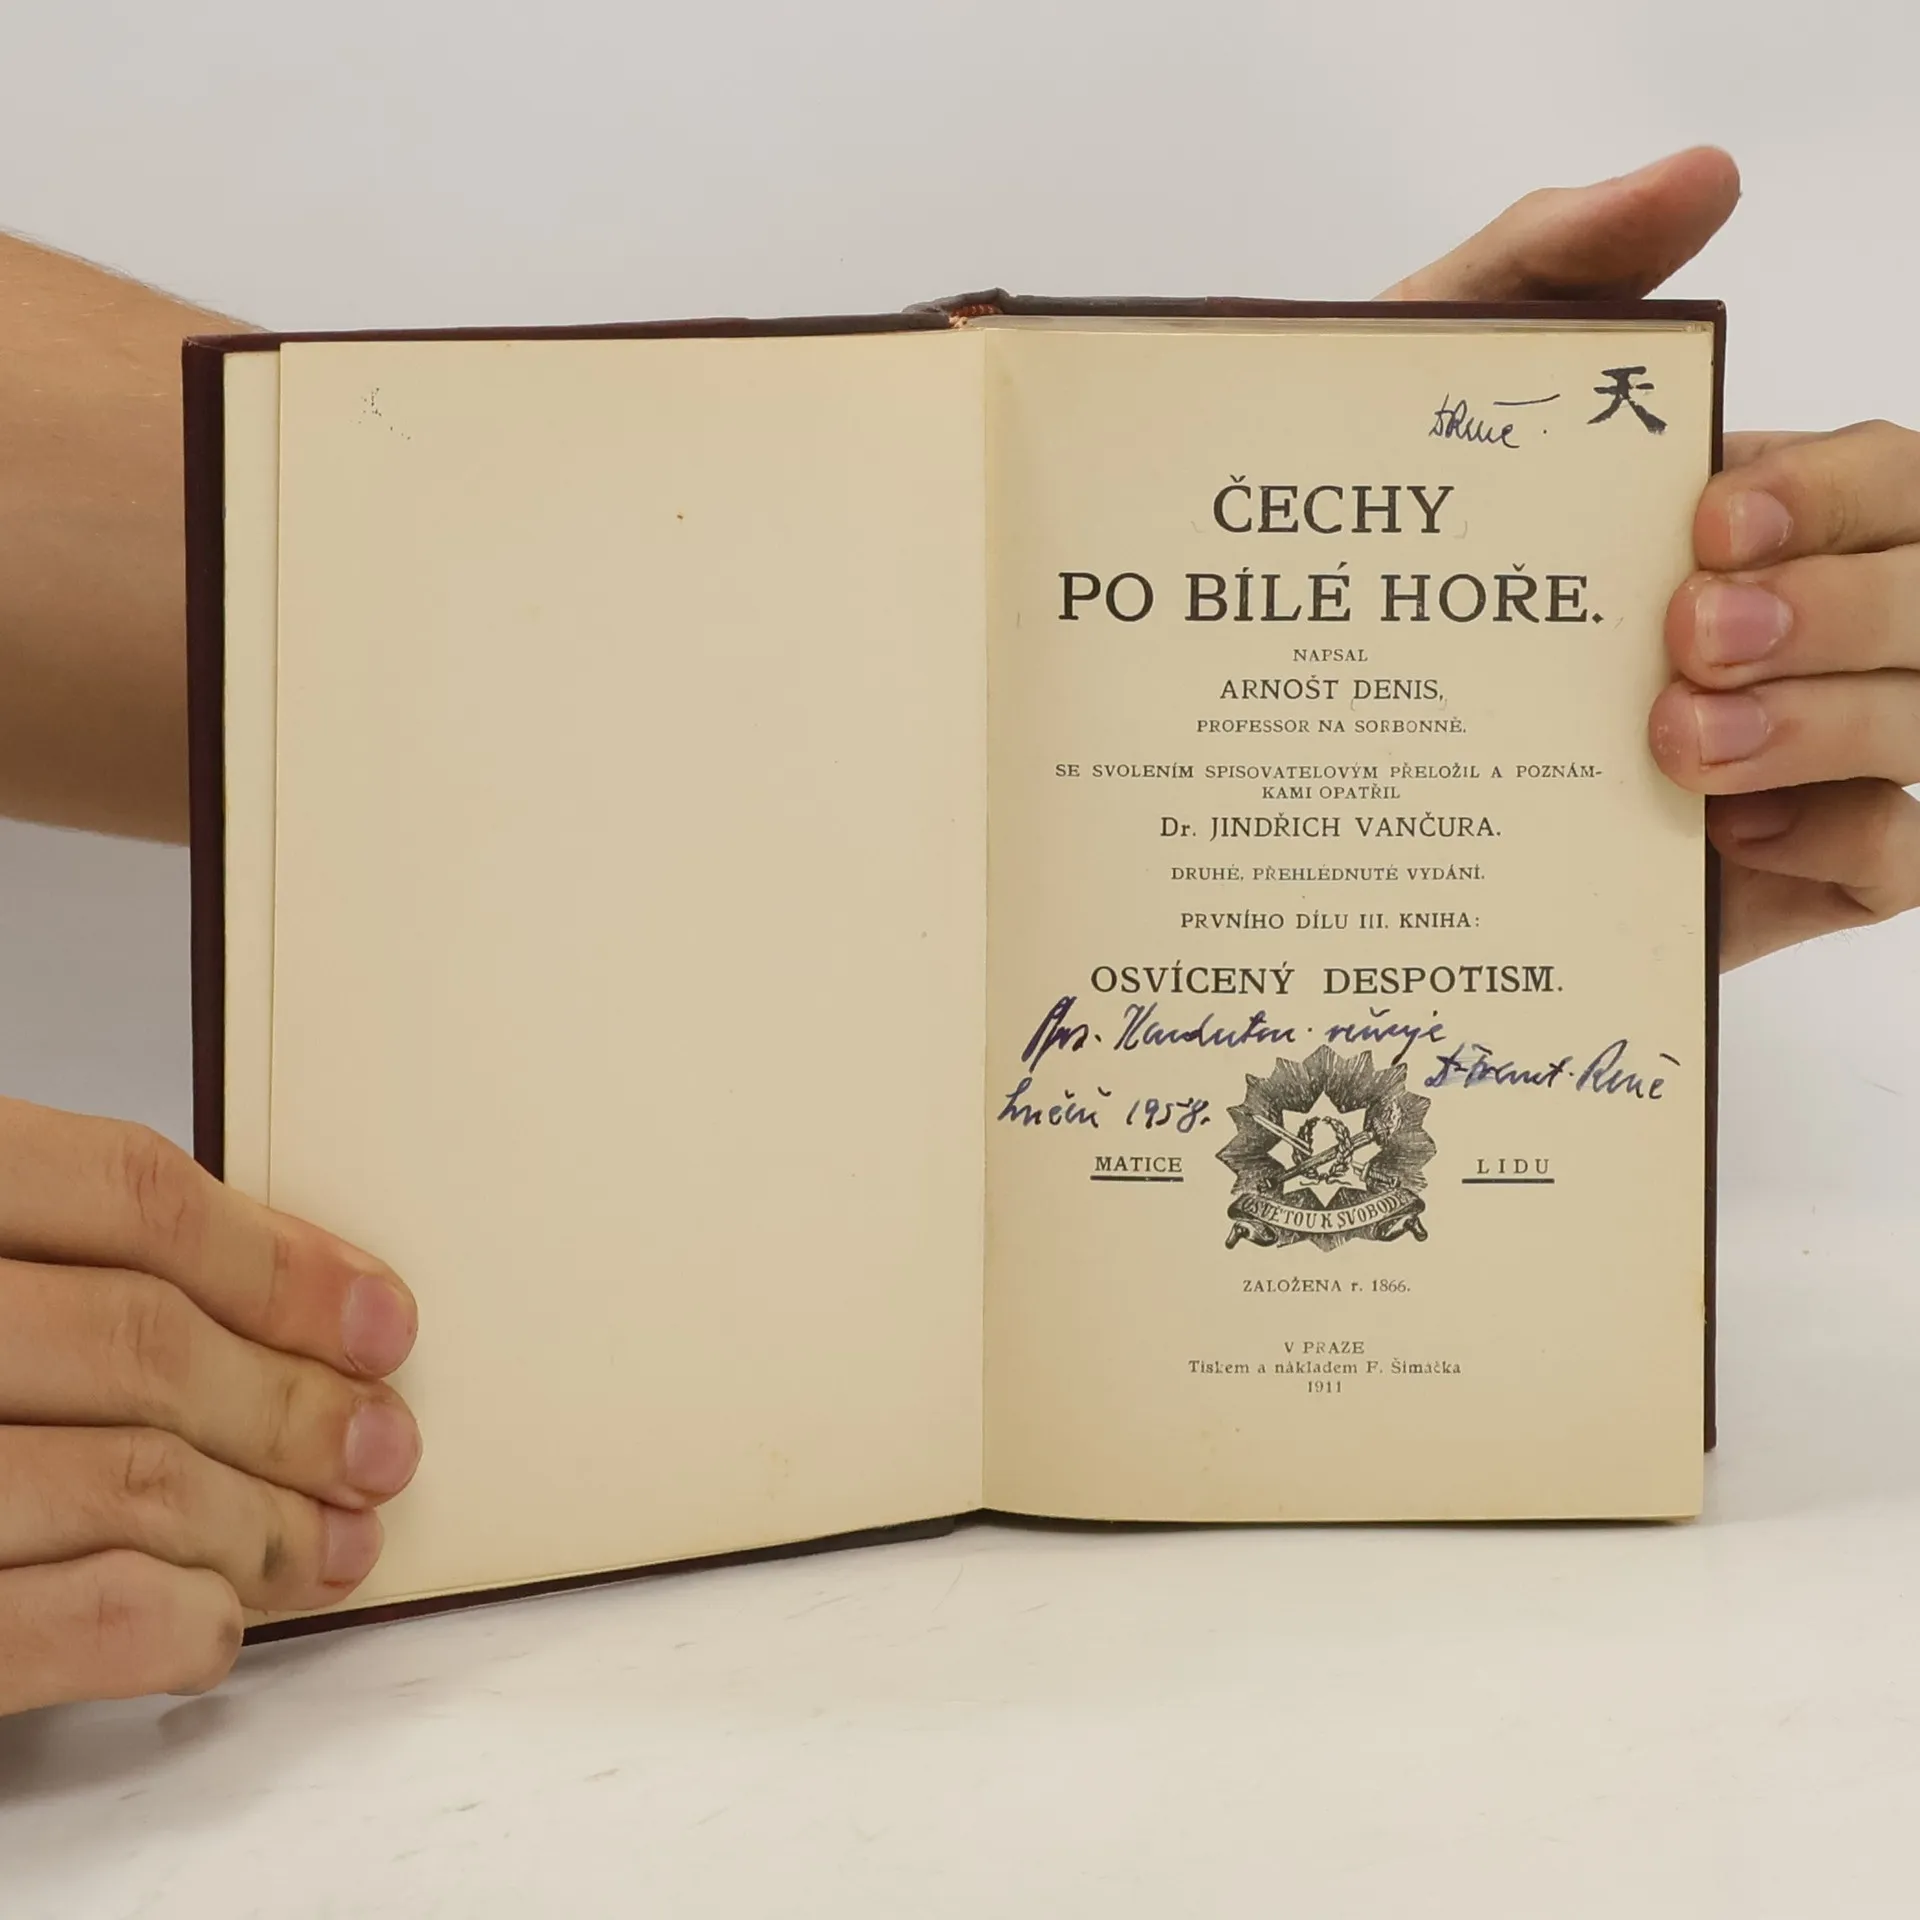 天
ČECHY
PO BÍLÉ HOŘE.
NAPSAL
ARNOŠT DENIS,
PROFESSOR NA SORBONNĚ.
SE SVOLENÍM SPISOVATELOVÝM PŘELOŽIL A POZNÁM-
KAMI OPATŘIL
Dr. JINDŘICH VANČURA.
DRUHÉ, PŘEHLÉDNUTÉ VYDÁNÍ.
PRVNÍHO DÍLU III. KNIHA:
OSVÍCENÝ DESPOTISM.
věnuje
1958.
MATICE LIDU
OSVĚTOU K SVOBODĚ
ZALOŽENA r. 1866.
V PRAZE
Tiskem a nákladem F. Šimáčka
1911